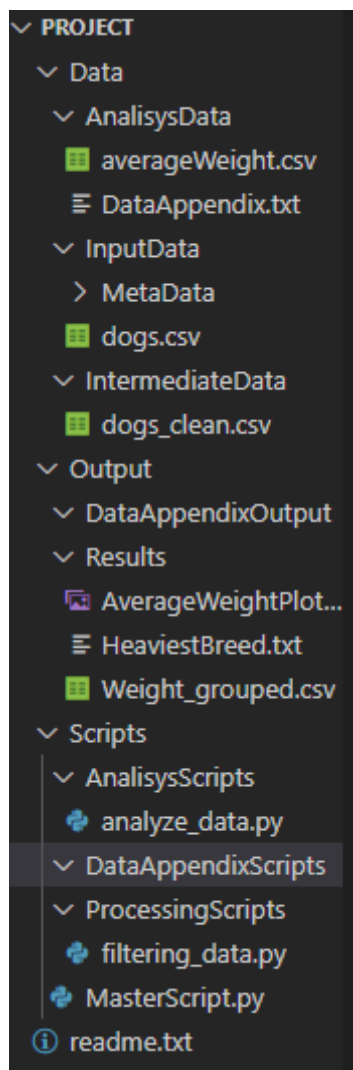 PROJECT
Data
AnalisysData
averageWeight.csv
DataAppendix.txt
InputData
MetaData
dogs.csv
IntermediateData
dogs_clean.csv
Output
DataAppendixOutput
Results
AverageWeightPlot...
HeaviestBreed.txt
Weight_grouped.csv
Scripts
AnalisysScripts
analyze_data.py
DataAppendixScripts
ProcessingScripts
filtering_data.py
MasterScript.py
readme.txt